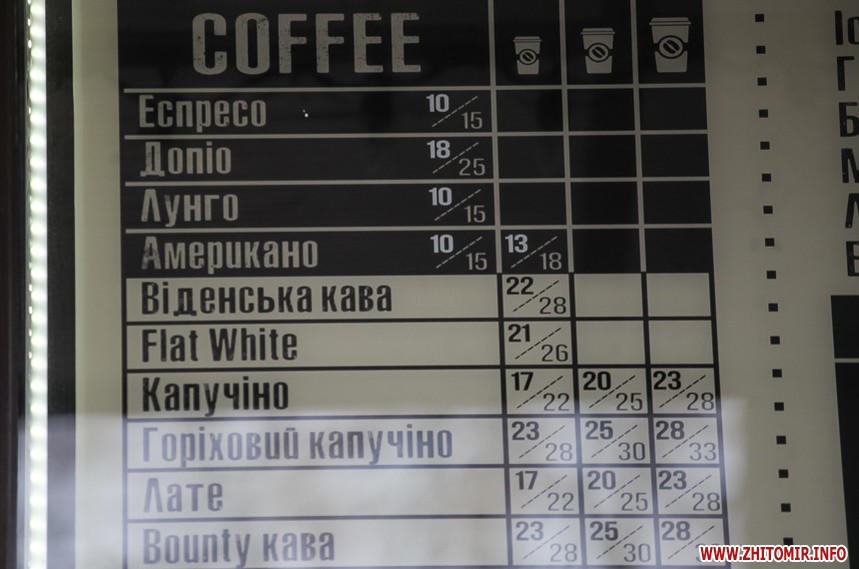 COFFEE
Еспресо 10/15
Допіо 18/25
Лунго 10/15
Американо 10/15 13/18
Віденська кава 22/28
Flat White 21/26
Капучіно 17/22 20/25 23/28
Горіховий капучіно 23/28 25/30 28/33
Лате 17/22 20/25 23/28
Bounty кава 23/28 25/30 28
WWW.ZHITOMIR.INFO